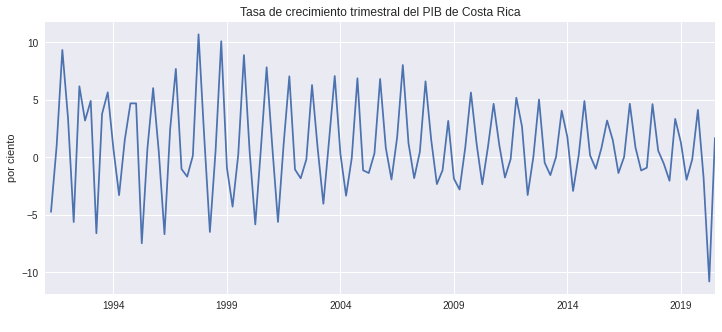 Tasa de crecimiento trimestral del PIB de Costa Rica
por ciento
10
5
0
−5
−10
1994 1999 2004 2009 2014 2019